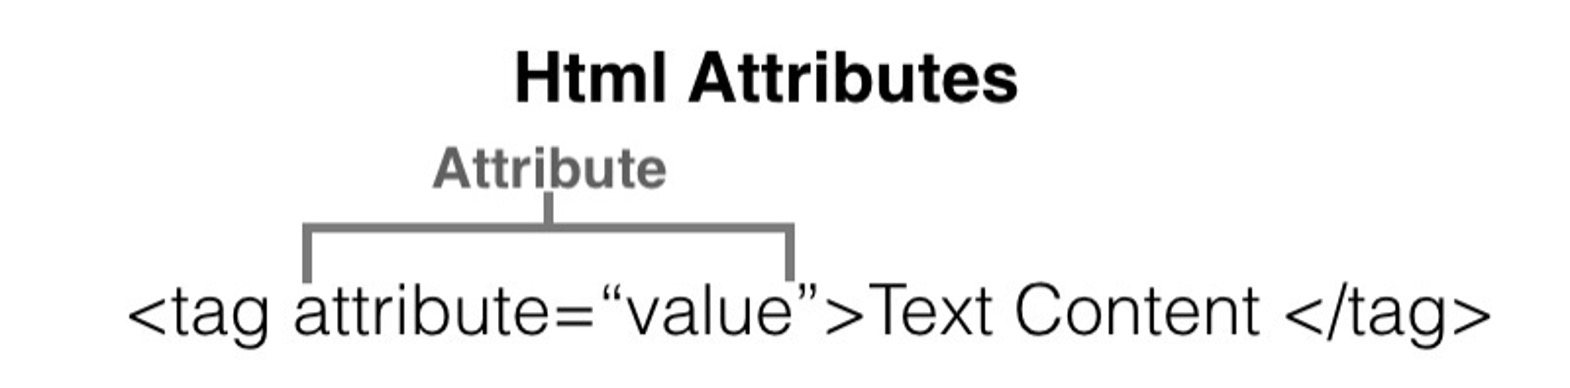 Html Attributes
Attribute
<tag attribute=“value”>Text Content </tag>